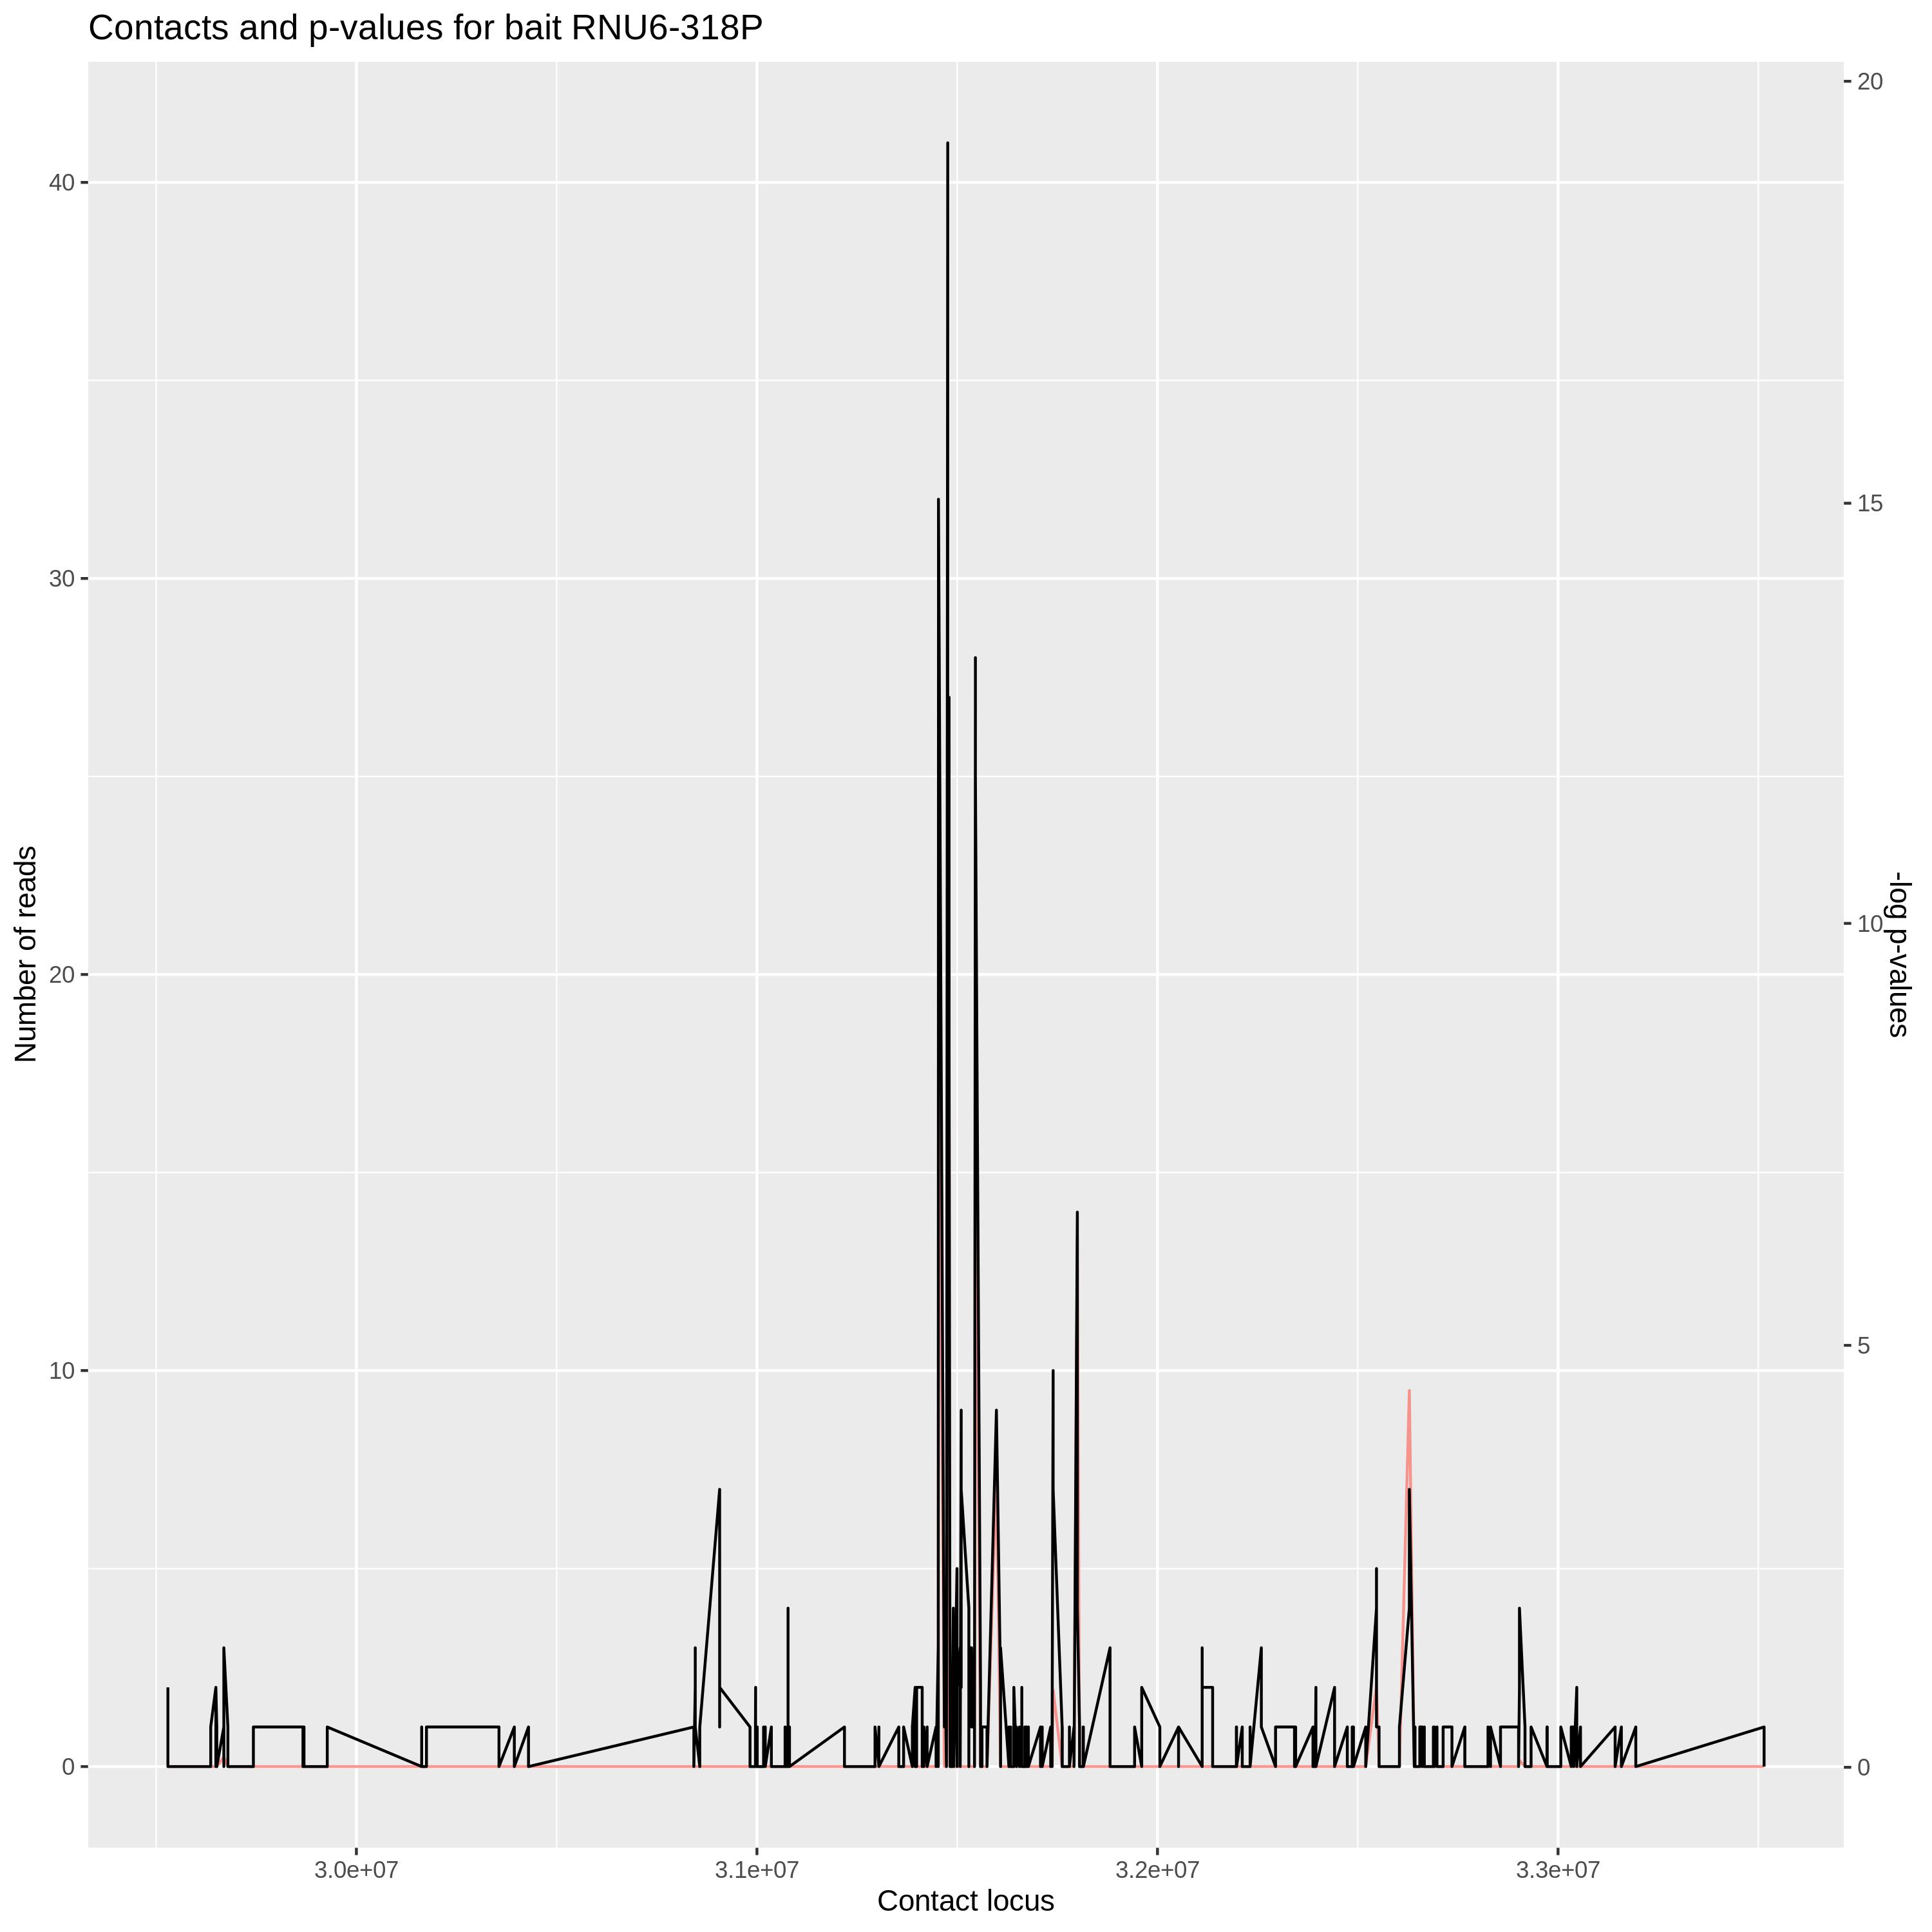 Contacts and p-values for bait RNU6-318P
40
30
20
10
0
Number of reads
20
15
10
5
0
-log p-values
3.0e+07
3.1e+07
3.2e+07
3.3e+07
Contact locus